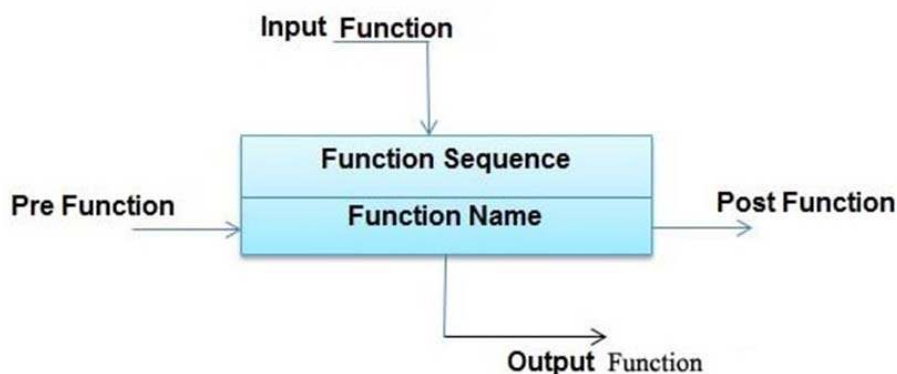 Input Function
Function Sequence
Pre Function
Function Name
Post Function
Output Function